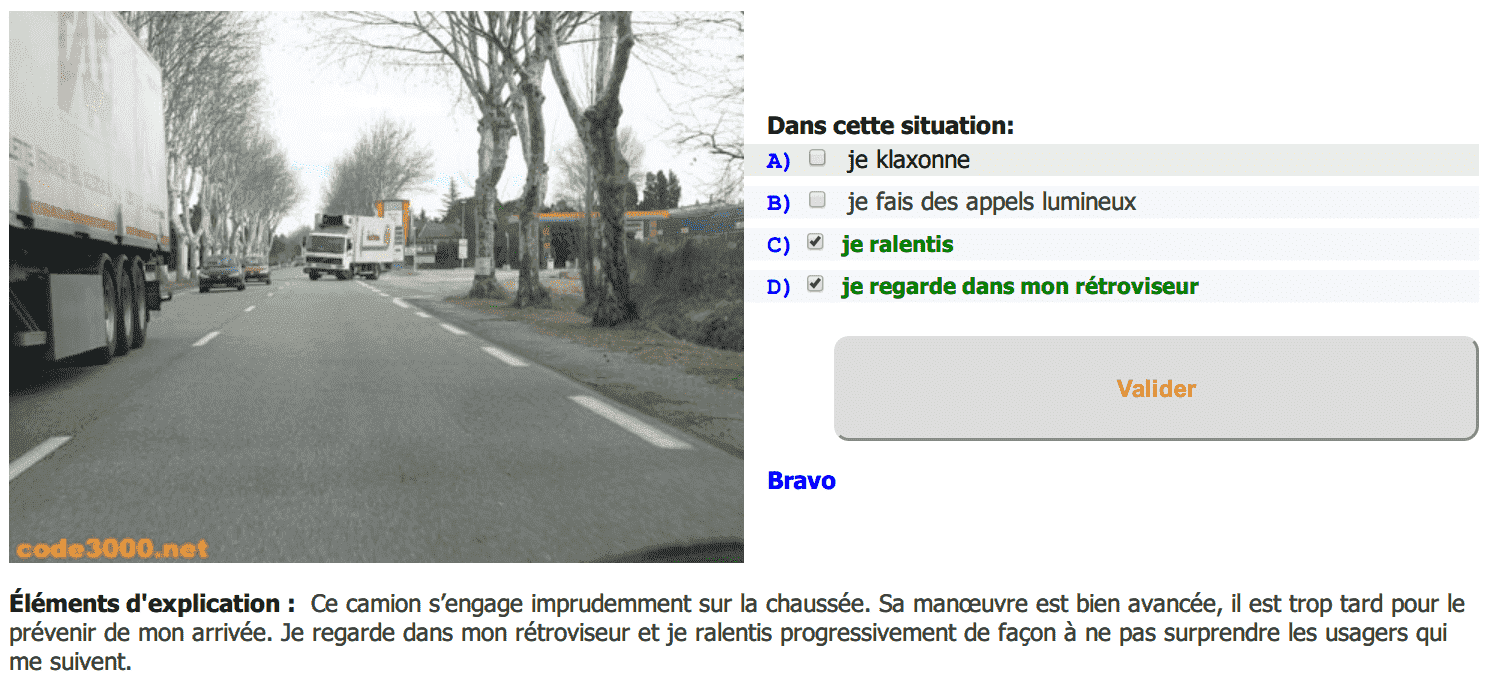 Dans cette situation:
A) je klaxonne
B) je fais des appels lumineux
C) je ralentis
D) je regarde dans mon rétroviseur
Valider
Bravo
code3000.net
Éléments d'explication : Ce camion s’engage imprudemment sur la chaussée. Sa manœuvre est bien avancée, il est trop tard pour le
prévenir de mon arrivée. Je regarde dans mon rétroviseur et je ralentis progressivement de façon à ne pas surprendre les usagers qui
me suivent.